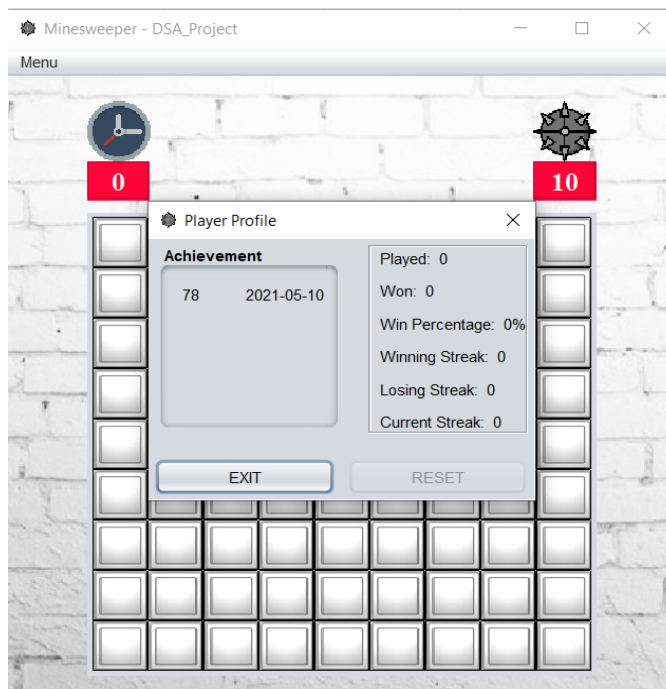 Minesweeper - DSA_Project
Menu
0
10
Player Profile
Achievement
78 2021-05-10
Played: 0
Won: 0
Win Percentage: 0%
Winning Streak: 0
Losing Streak: 0
Current Streak: 0
EXIT
RESET